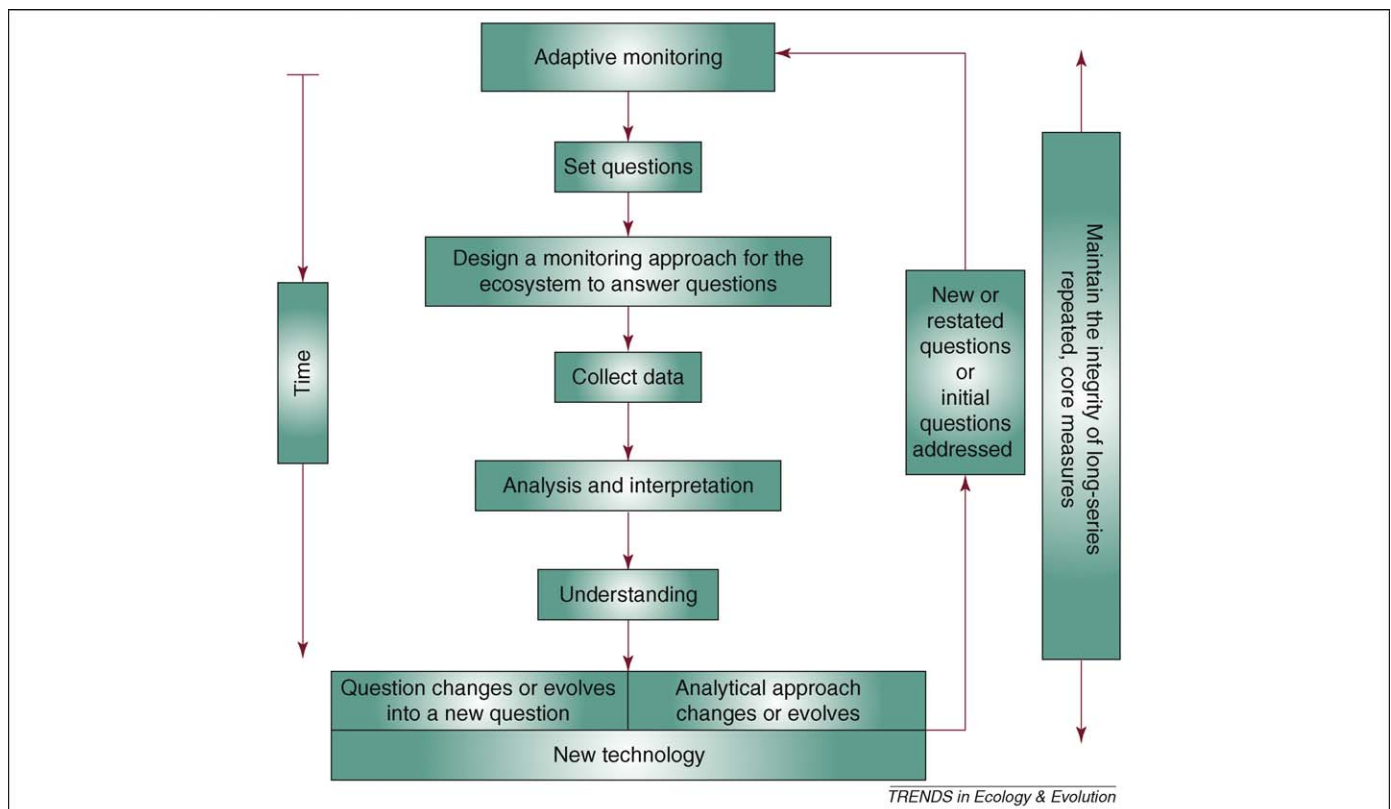 Adaptive monitoring
Set questions
Design a monitoring approach for the
ecosystem to answer questions
Collect data
Analysis and interpretation
Understanding
Question changes or evolves
into a new question
Analytical approach
changes or evolves
New technology
Time
New or
restated
questions
or
initial
questions
addressed
Maintain the integrity of long-series
repeated, core measures
TRENDS in Ecology & Evolution